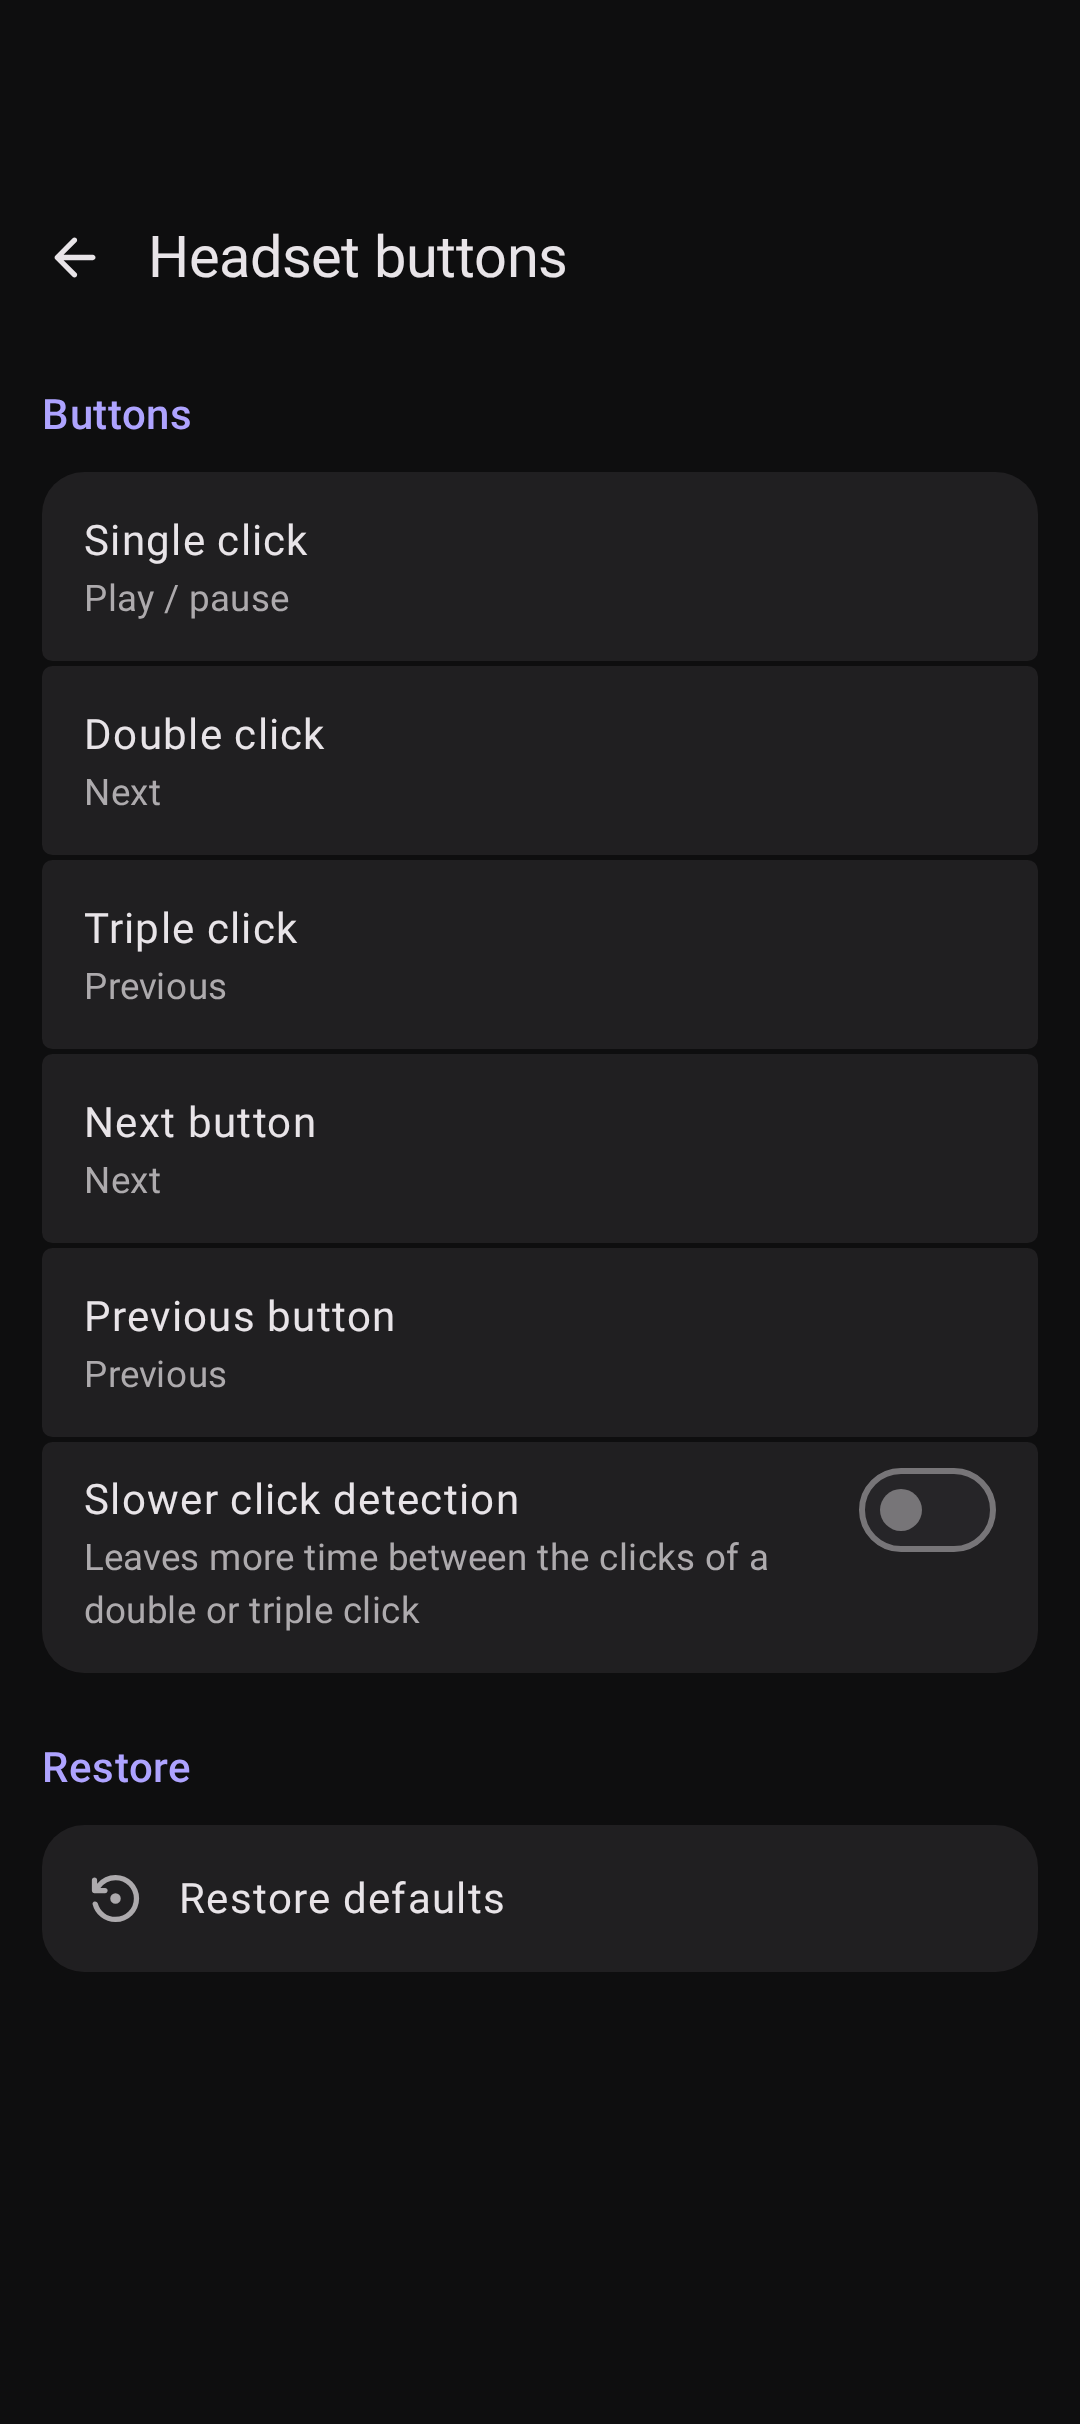 Headset buttons
Buttons
Single click
Play / pause
Double click
Next
Triple click
Previous
Next button
Next
Previous button
Previous
Slower click detection
Leaves more time between the clicks of a
double or triple click
Restore
Restore defaults